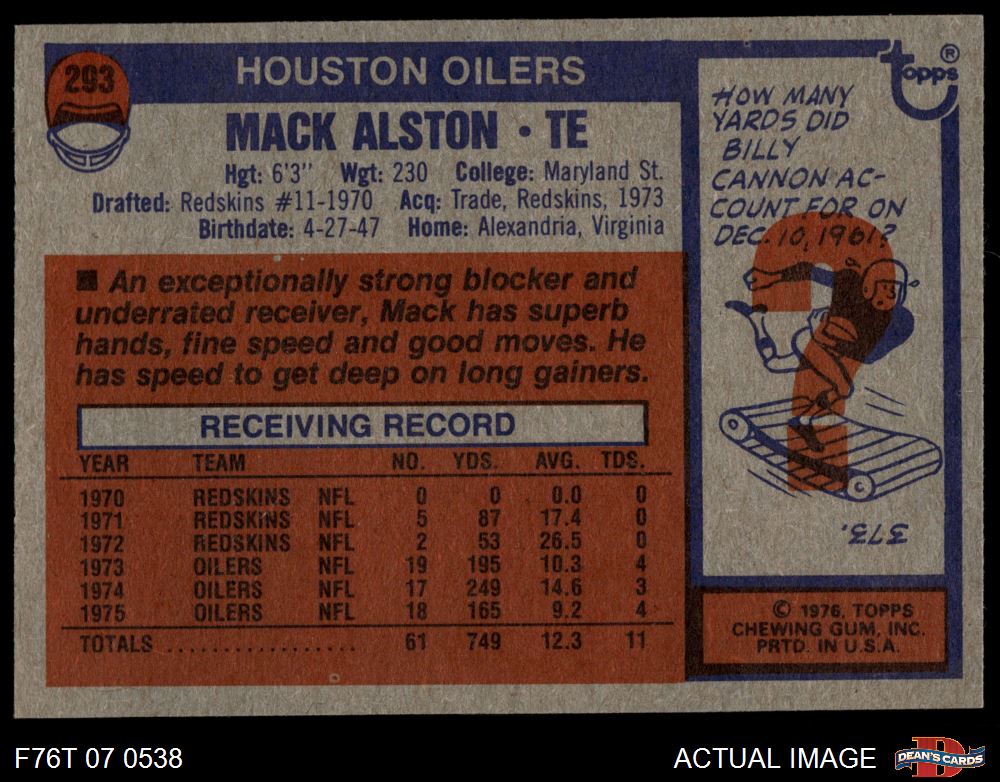 293
HOUSTON OILERS
MACK ALSTON • TE
Hgt: 6'3" Wgt: 230 College: Maryland St.
Drafted: Redskins #11-1970 Acq: Trade, Redskins, 1973
Birthdate: 4-27-47 Home: Alexandria, Virginia
■ An exceptionally strong blocker and
underrated receiver, Mack has superb
hands, fine speed and good moves. He
has speed to get deep on long gainers.
RECEIVING RECORD
YEAR TEAM NO. YDS. AVG. TDS.
1970 REDSKINS NFL 0 0 0.0 0
1971 REDSKINS NFL 5 87 17.4 0
1972 REDSKINS NFL 2 53 26.5 0
1973 OILERS NFL 19 195 10.3 4
1974 OILERS NFL 17 249 14.6 3
1975 OILERS NFL 18 165 9.2 4
TOTALS .................. 61 749 12.3 11
topps ®
HOW MANY
YARDS DID
BILLY
CANNON AC-
COUNT FOR ON
DEC. 10, 1961?
?
373.
© 1976, TOPPS
CHEWING GUM, INC.
PRTD. IN U.S.A.
F76T 07 0538
ACTUAL IMAGE
D
DEAN'S CARDS